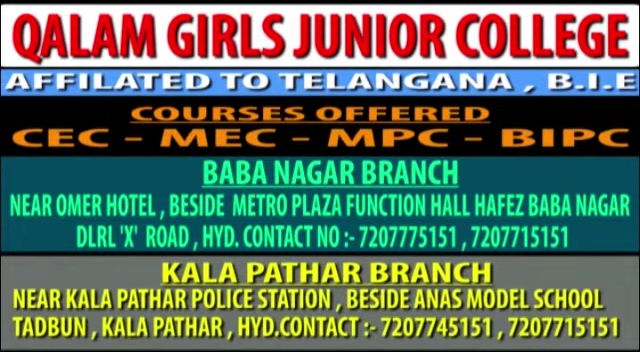 QALAM GIRLS JUNIOR COLLEGE
AFFILATED TO TELANGANA , B.I.E
COURSES OFFERED
CEC - MEC - MPC - BIPC
BABA NAGAR BRANCH
NEAR OMER HOTEL , BESIDE METRO PLAZA FUNCTION HALL HAFEZ BABA NAGAR
DLRL 'X' ROAD , HYD. CONTACT NO :- 7207775151 , 7207715151
KALA PATHAR BRANCH
NEAR KALA PATHAR POLICE STATION , BESIDE ANAS MODEL SCHOOL
TADBUN , KALA PATHAR , HYD.CONTACT :- 7207745151 , 7207715151